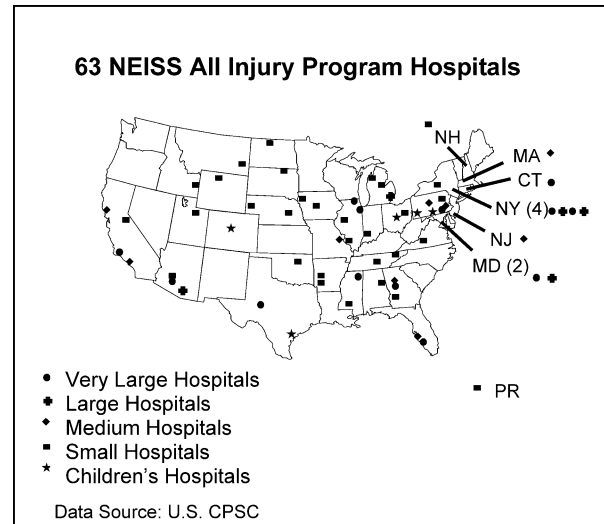 63 NEISS All Injury Program Hospitals
NH
MA
CT
NY (4)
NJ
MD (2)
PR
Very Large Hospitals
Large Hospitals
Medium Hospitals
Small Hospitals
Children's Hospitals
Data Source: U.S. CPSC